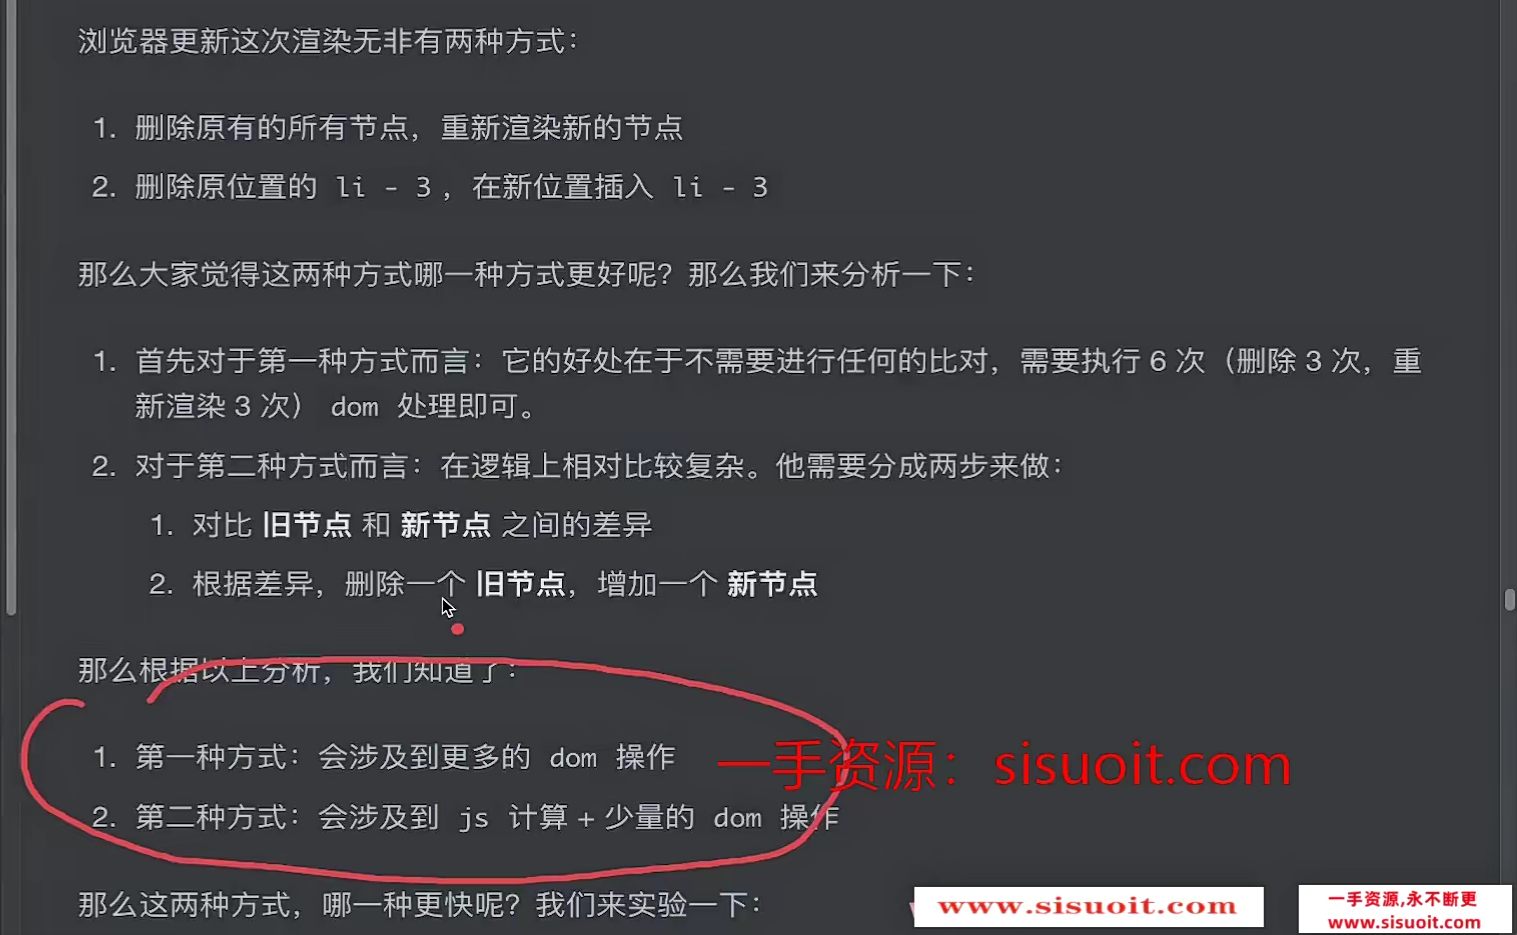 浏览器更新这次渲染无非有两种方式：
1. 删除原有的所有节点，重新渲染新的节点
2. 删除原位置的 li - 3 ，在新位置插入 li - 3
那么大家觉得这两种方式哪一种方式更好呢？那么我们来分析一下：
1. 首先对于第一种方式而言：它的好处在于不需要进行任何的比对，需要执行 6 次（删除 3 次，重
新渲染 3 次） dom 处理即可。
2. 对于第二种方式而言：在逻辑上相对比较复杂。他需要分成两步来做：
1. 对比 旧节点 和 新节点 之间的差异
2. 根据差异，删除一个 旧节点，增加一个 新节点
那么根据以上分析，我们知道了：
1. 第一种方式：会涉及到更多的 dom 操作
一手资源：sisuoit.com
2. 第二种方式：会涉及到 js 计算 + 少量的 dom 操作
那么这两种方式，哪一种更快呢？我们来实验一下：
www.sisuoit.com
一手资源,永不断更
www.sisuoit.com